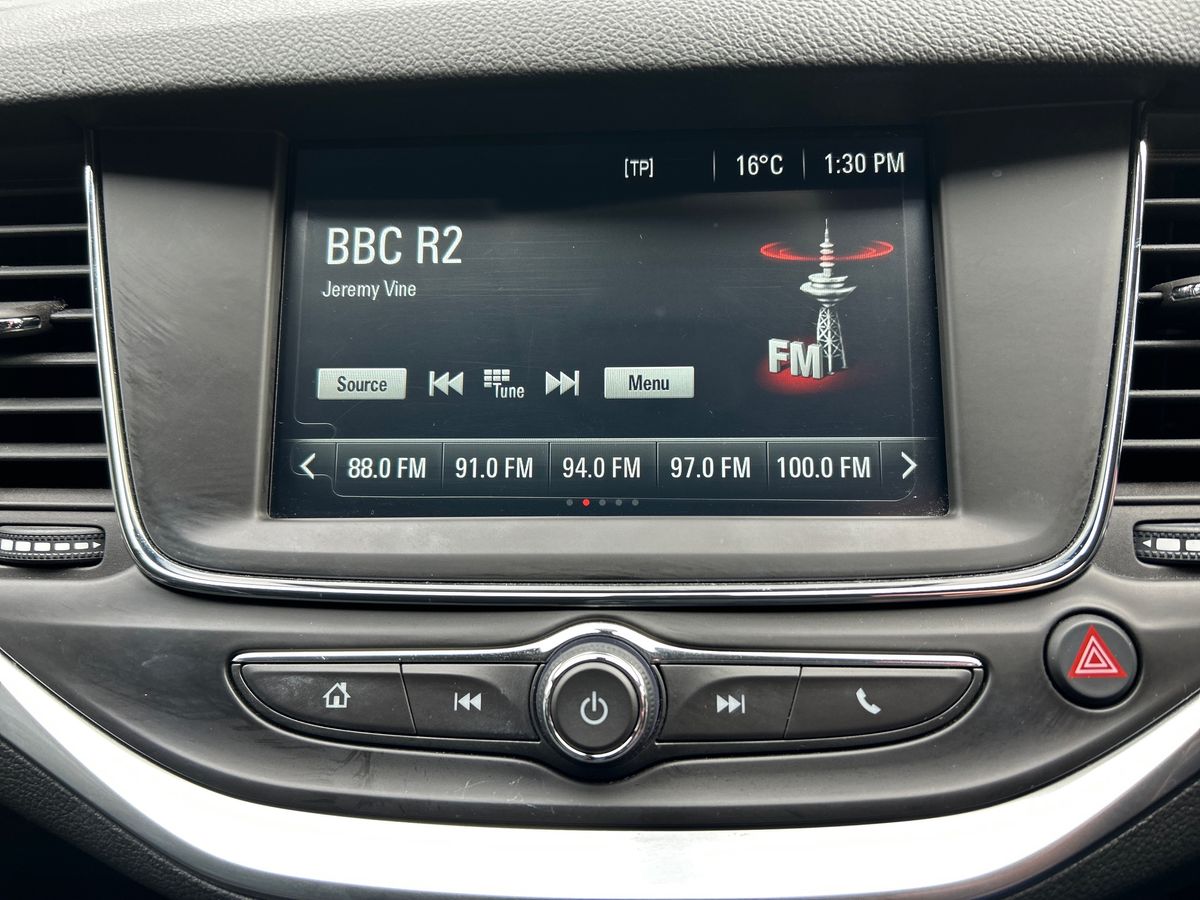 [TP] 16°C 1:30 PM
BBC R2
Jeremy Vine
FM
Source Tune Menu
88.0 FM 91.0 FM 94.0 FM 97.0 FM 100.0 FM